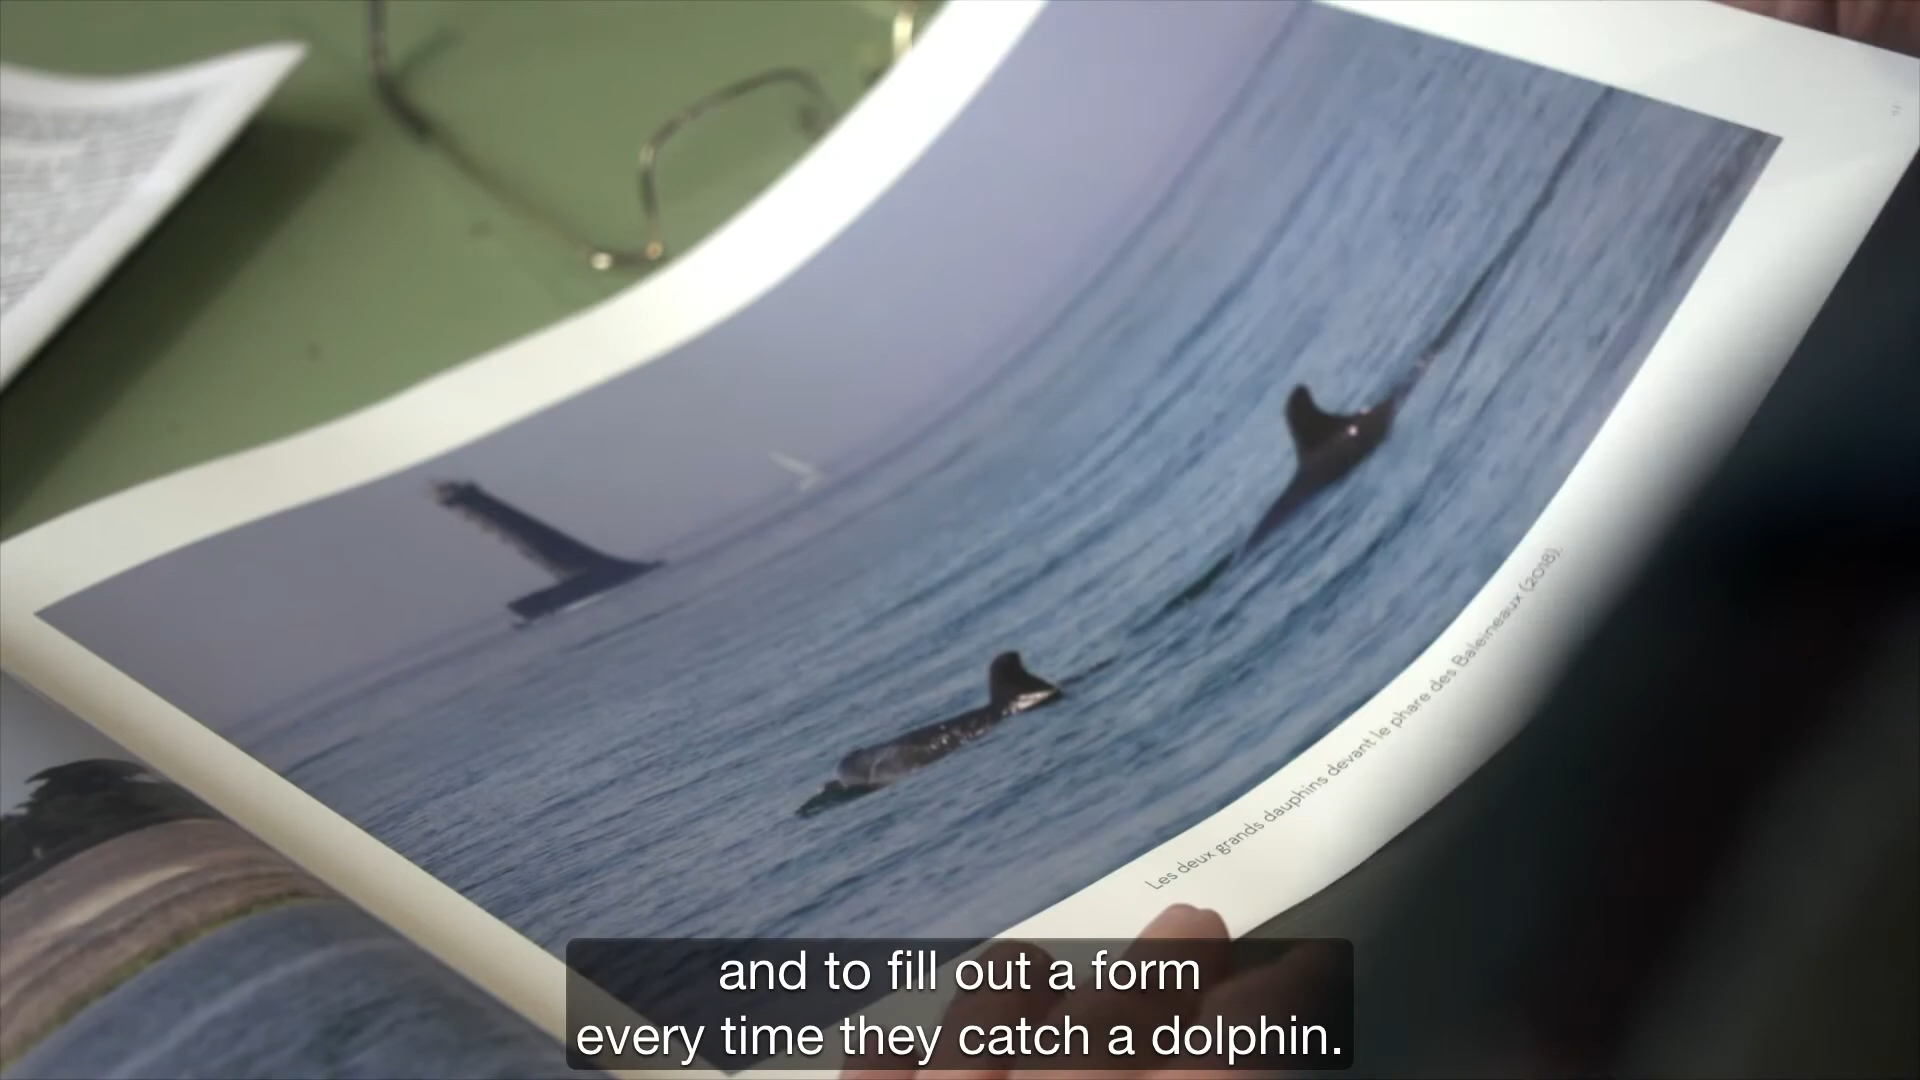 Les deux grands dauphins devant le phare des Baleineaux (2018).
and to fill out a form
every time they catch a dolphin.